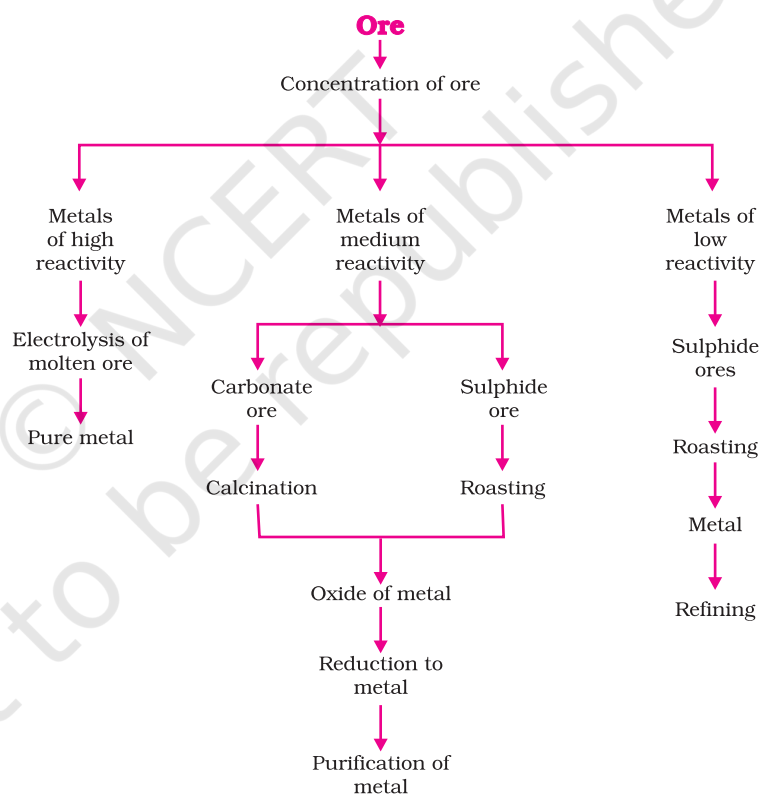 Ore
Concentration of ore
Metals
of high
reactivity
Electrolysis of
molten ore
Pure metal
Metals of
medium
reactivity
Carbonate
ore
Calcination
Sulphide
ore
Roasting
Oxide of metal
Reduction to
metal
Purification of
metal
Metals of
low
reactivity
Sulphide
ores
Roasting
Metal
Refining
© NCERT
to be republishe